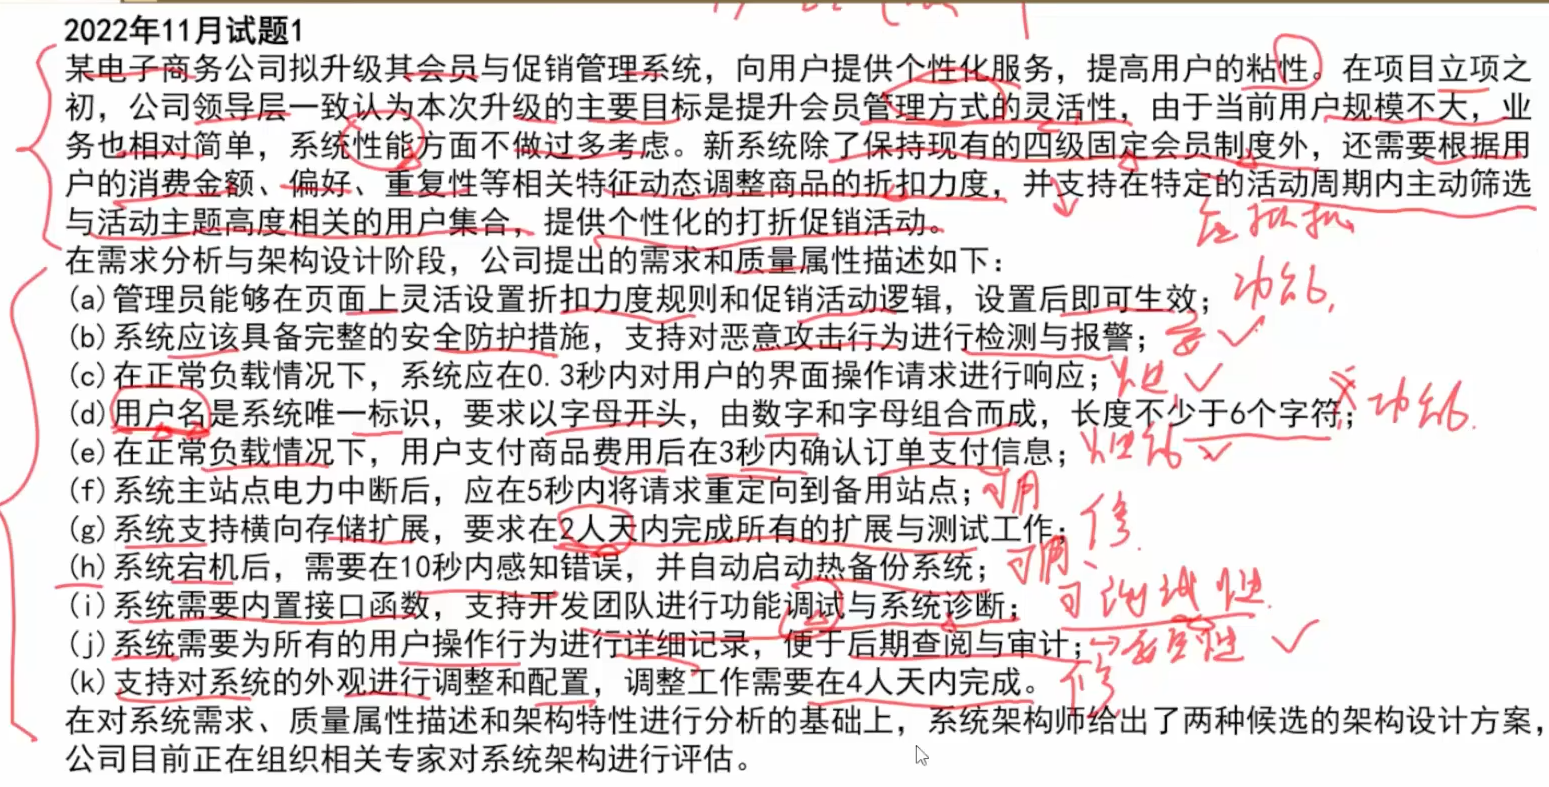 2022年11月试题1
某电子商务公司拟升级其会员与促销管理系统，向用户提供个性化服务，提高用户的粘性。在项目立项之
初，公司领导层一致认为本次升级的主要目标是提升会员管理方式的灵活性，由于当前用户规模不大，业
务也相对简单，系统性能方面不做过多考虑。新系统除了保持现有的四级固定会员制度外，还需要根据用
户的消费金额、偏好、重复性等相关特征动态调整商品的折扣力度，并支持在特定的活动周期内主动筛选
与活动主题高度相关的用户集合，提供个性化的打折促销活动。
在需求分析与架构设计阶段，公司提出的需求和质量属性描述如下：
(a)管理员能够在页面上灵活设置折扣力度规则和促销活动逻辑，设置后即可生效； 功能
(b)系统应该具备完整的安全防护措施，支持对恶意攻击行为进行检测与报警； 安
(c)在正常负载情况下，系统应在0.3秒内对用户的界面操作请求进行响应；
(d)用户名是系统唯一标识，要求以字母开头，由数字和字母组合而成，长度不少于6个字符； 功能
(e)在正常负载情况下，用户支付商品费用后在3秒内确认订单支付信息； 性能
(f)系统主站点电力中断后，应在5秒内将请求重定向到备用站点； 可用
(g)系统支持横向存储扩展，要求在2人天内完成所有的扩展与测试工作； 修
(h)系统宕机后，需要在10秒内感知错误，并自动启动热备份系统； 可用
(i)系统需要内置接口函数，支持开发团队进行功能调试与系统诊断； 可测试性
(j)系统需要为所有的用户操作行为进行详细记录，便于后期查阅与审计； 安全性
(k)支持对系统的外观进行调整和配置，调整工作需要在4人天内完成。 修
在对系统需求、质量属性描述和架构特性进行分析的基础上，系统架构师给出了两种候选的架构设计方案，
公司目前正在组织相关专家对系统架构进行评估。